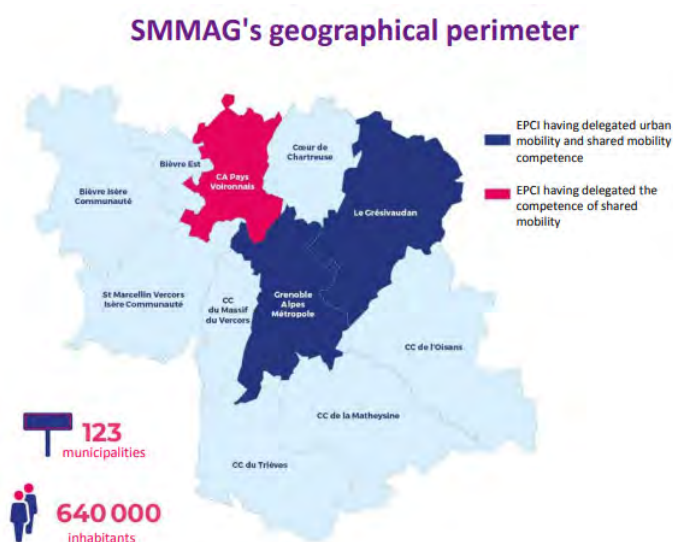 SMMAG's geographical perimeter
EPCI having delegated urban
mobility and shared mobility
competence
EPCI having delegated the
competence of shared
mobility
Bièvre Est
CA Pays
Voironnais
Cœur de
Chartreuse
Bièvre Isère
Communauté
Le Grésivaudan
St Marcellin Vercors
Isère Communauté
CC
du Massif
du Vercors
Grenoble
Alpes
Métropole
CC de l'Oisans
CC de la Matheysine
CC du Trièves
123
municipalities
640 000
inhabitants